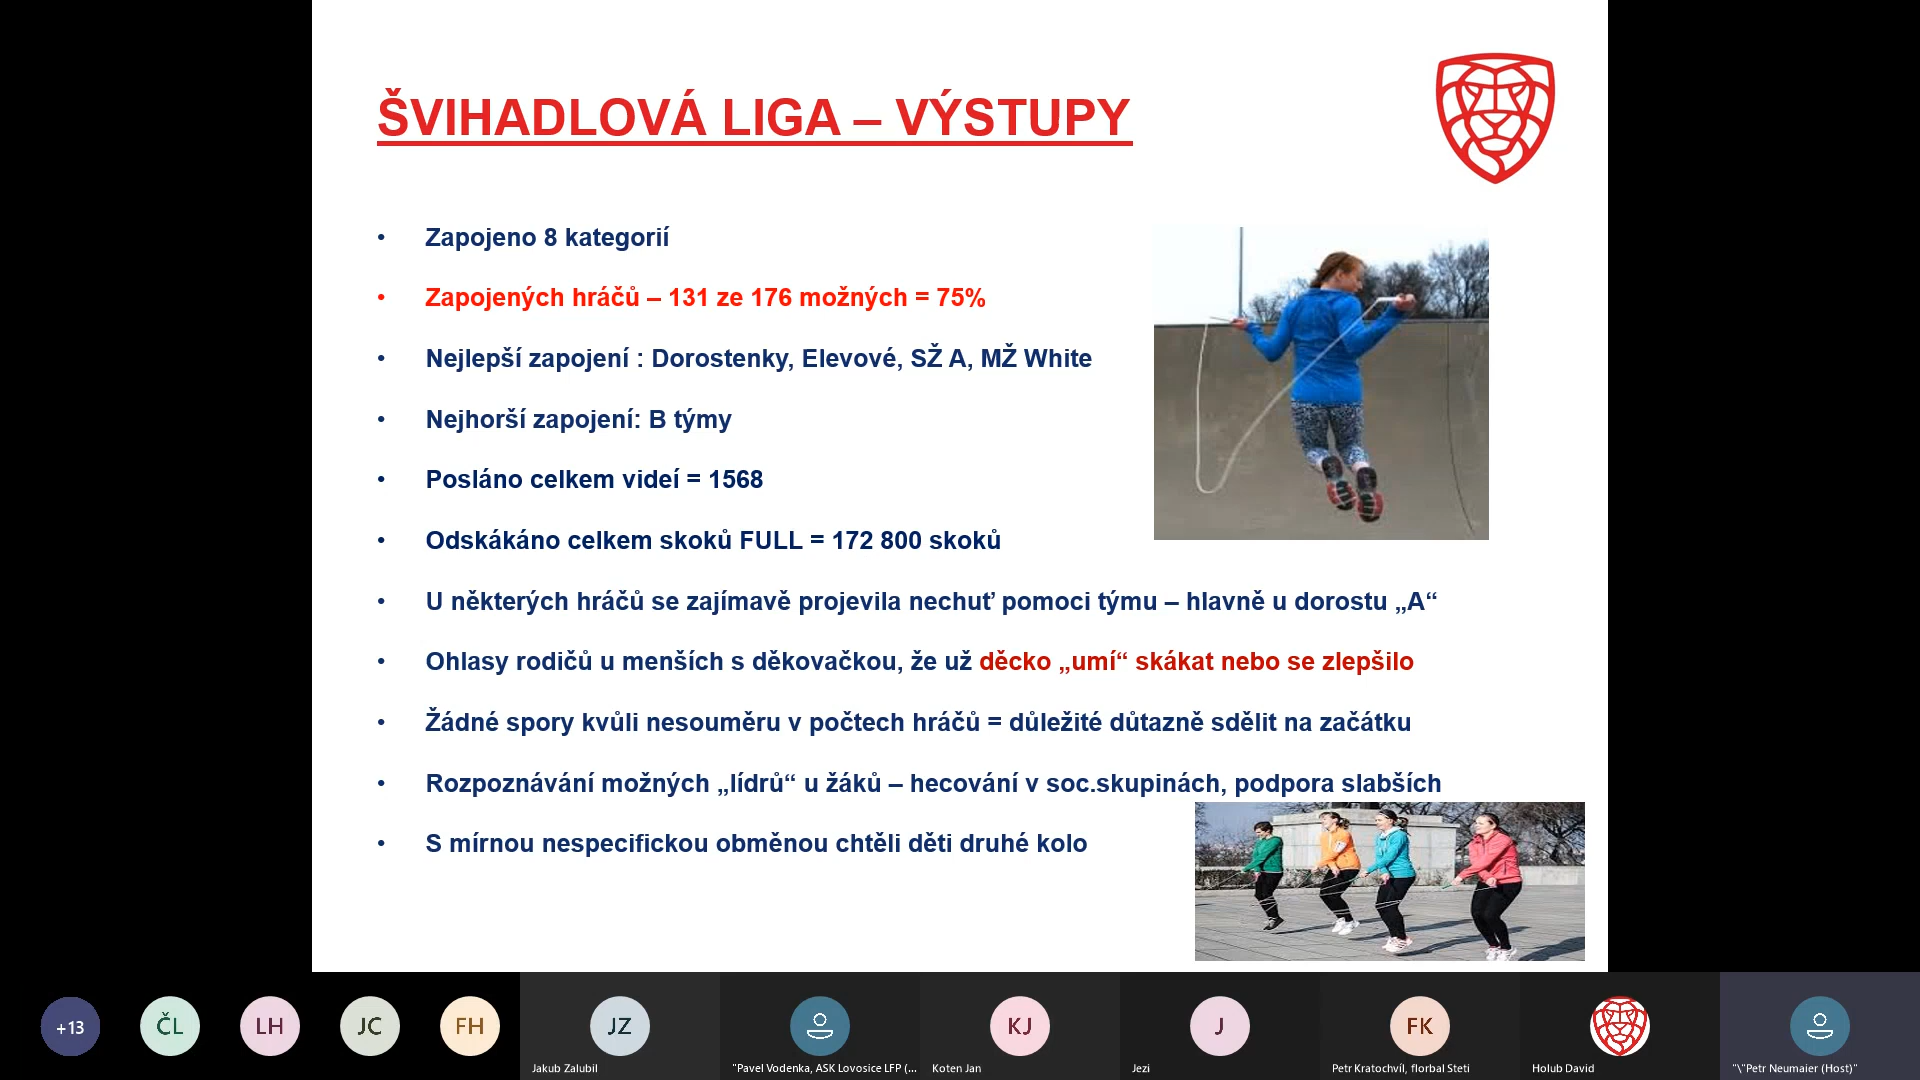 ŠVIHADLOVÁ LIGA – VÝSTUPY
• Zapojeno 8 kategorií
• Zapojených hráčů – 131 ze 176 možných = 75%
• Nejlepší zapojení : Dorostenky, Elevové, SŽ A, MŽ White
• Nejhorší zapojení: B týmy
• Posláno celkem videí = 1568
• Odskákáno celkem skoků FULL = 172 800 skoků
• U některých hráčů se zajímavě projevila nechuť pomoci týmu – hlavně u dorostu „A“
• Ohlasy rodičů u menších s děkovačkou, že už děcko „umí“ skákat nebo se zlepšilo
• Žádné spory kvůli nesouměru v počtech hráčů = důležité důtazně sdělit na začátku
• Rozpoznávání možných „lídrů“ u žáků – hecování v soc.skupinách, podpora slabších
• S mírnou nespecifickou obměnou chtěli děti druhé kolo
+13
ČL
LH
JC
FH
JZ
KJ
J
FK
Jakub Zalubil
"Pavel Vodenka, ASK Lovosice LFP (...
Koten Jan
Jezi
Petr Kratochvíl, florbal Steti
Holub David
"\"Petr Neumaier (Host)"